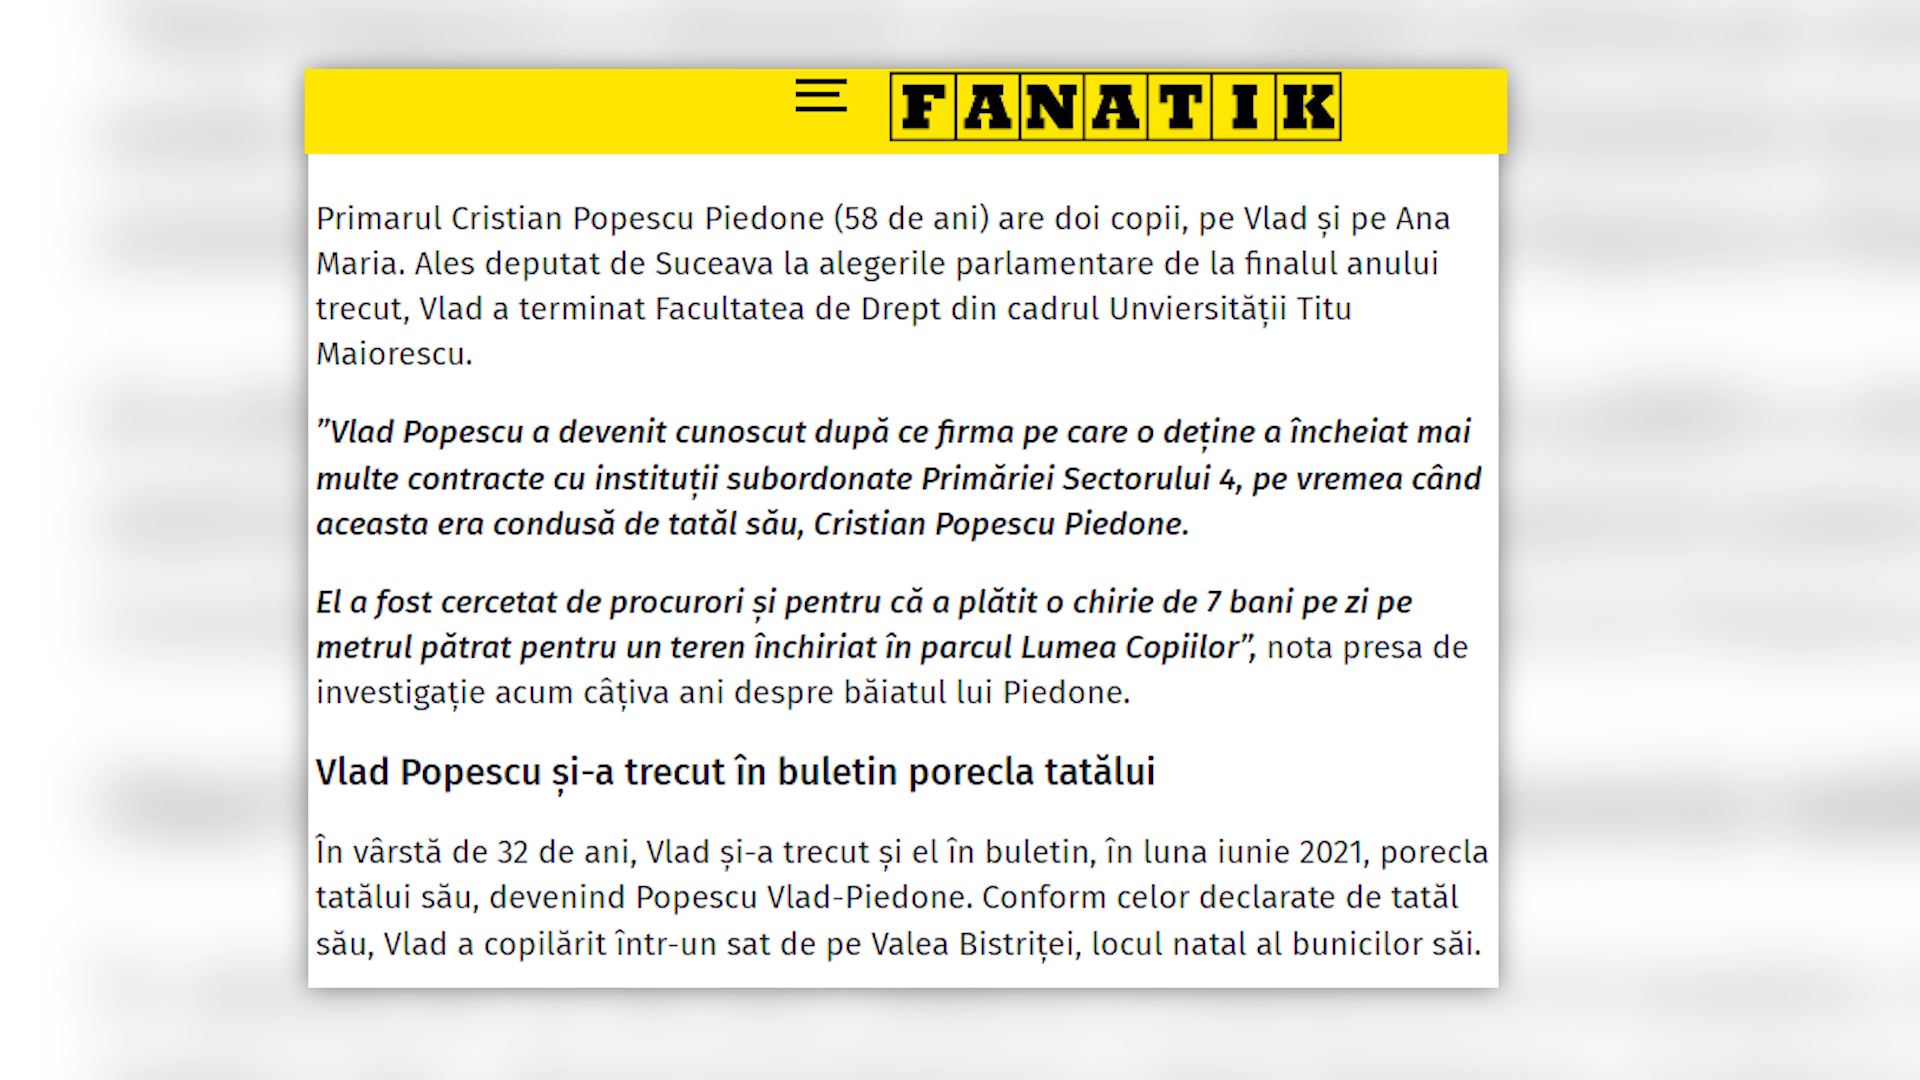 FANATIK
Primarul Cristian Popescu Piedone (58 de ani) are doi copii, pe Vlad și pe Ana
Maria. Ales deputat de Suceava la alegerile parlamentare de la finalul anului
trecut, Vlad a terminat Facultatea de Drept din cadrul Unviersității Titu
Maiorescu.
”Vlad Popescu a devenit cunoscut după ce firma pe care o deține a încheiat mai
multe contracte cu instituții subordonate Primăriei Sectorului 4, pe vremea când
aceasta era condusă de tatăl său, Cristian Popescu Piedone.
El a fost cercetat de procurori și pentru că a plătit o chirie de 7 bani pe zi pe
metrul pătrat pentru un teren închiriat în parcul Lumea Copiilor”, nota presa de
investigație acum câțiva ani despre băiatul lui Piedone.
Vlad Popescu și-a trecut în buletin porecla tatălui
În vârstă de 32 de ani, Vlad și-a trecut și el în buletin, în luna iunie 2021, porecla
tatălui său, devenind Popescu Vlad-Piedone. Conform celor declarate de tatăl
său, Vlad a copilărit într-un sat de pe Valea Bistriței, locul natal al bunicilor săi.